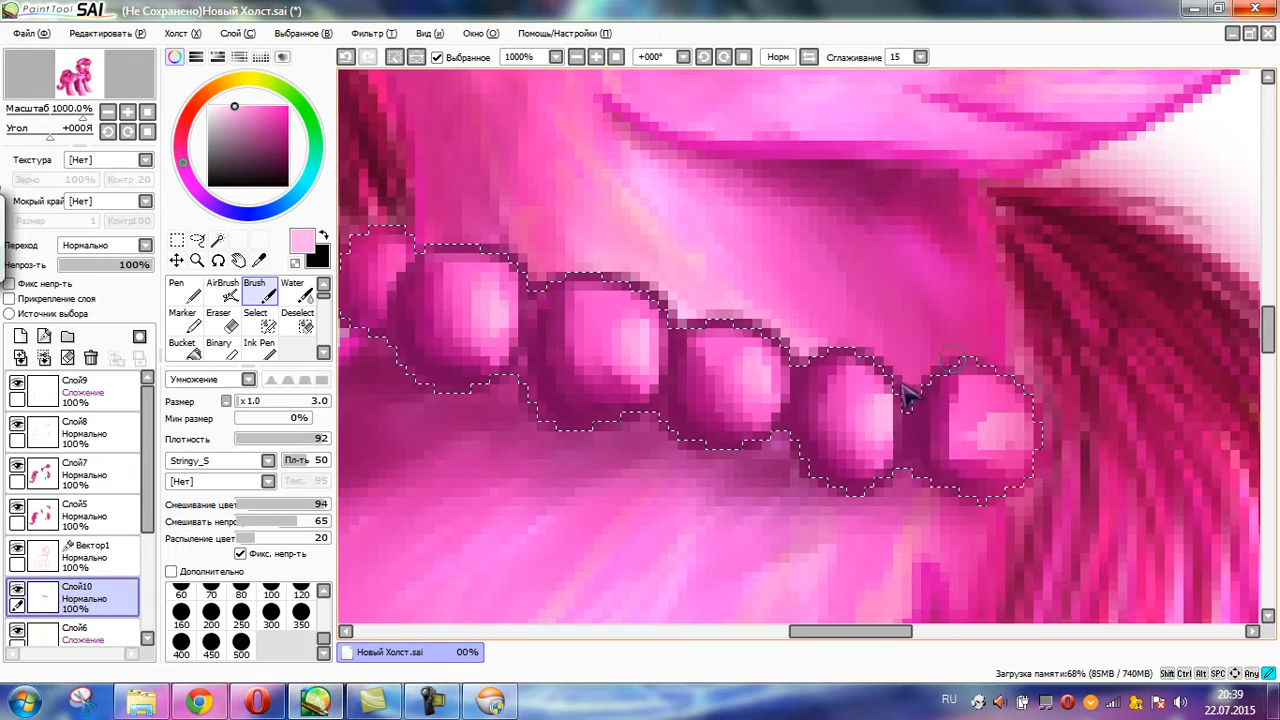 PaintTool SAI (Не Сохранено)Новый Холст.sai (*)
Файл (Ф) Редактировать (Р) Холст (Х) Слой (С) Выбранное (В) Фильтр (Т) Вид (и) Окно (О) Помощь/Настройки (П)
Выбранное 1000% +000° Норм Сглаживание 15
Масштаб 1000.0%
Угол +000Я
Текстура [Нет]
Зерно 100% Контр 20
Мокрый край [Нет]
Размер 1 Контр100
Переход Нормально
Непроз-ть 100%
Фикс непр-ть
Прикрепление слоя
Источник выбора
Слой9
Сложение
100%
Слой8
Нормально
100%
Слой7
Нормально
100%
Слой5
Нормально
100%
Вектор1
Нормально
100%
Слой10
Нормально
100%
Слой6
Сложение
Pen AirBrush Brush Water
Marker Eraser Select Deselect
Bucket Ink Pen
Умножение
Размер x 1.0 3.0
Мин размер 0%
Плотность 92
Stringy_S Пл-ть 50
[Нет] Текс. 95
Смешивание цвет 94
Смешивать непр 65
Распыление цвет 20
Фикс. непр-ть
Дополнительно
60 70 80 100 120
160 200 250 300 350
400 450 500
Новый Холст.sai 00%
Загрузка памяти:68% (85MB / 740MB) Shift Ctrl Alt SPC Any
RU 20:39
22.07.2015